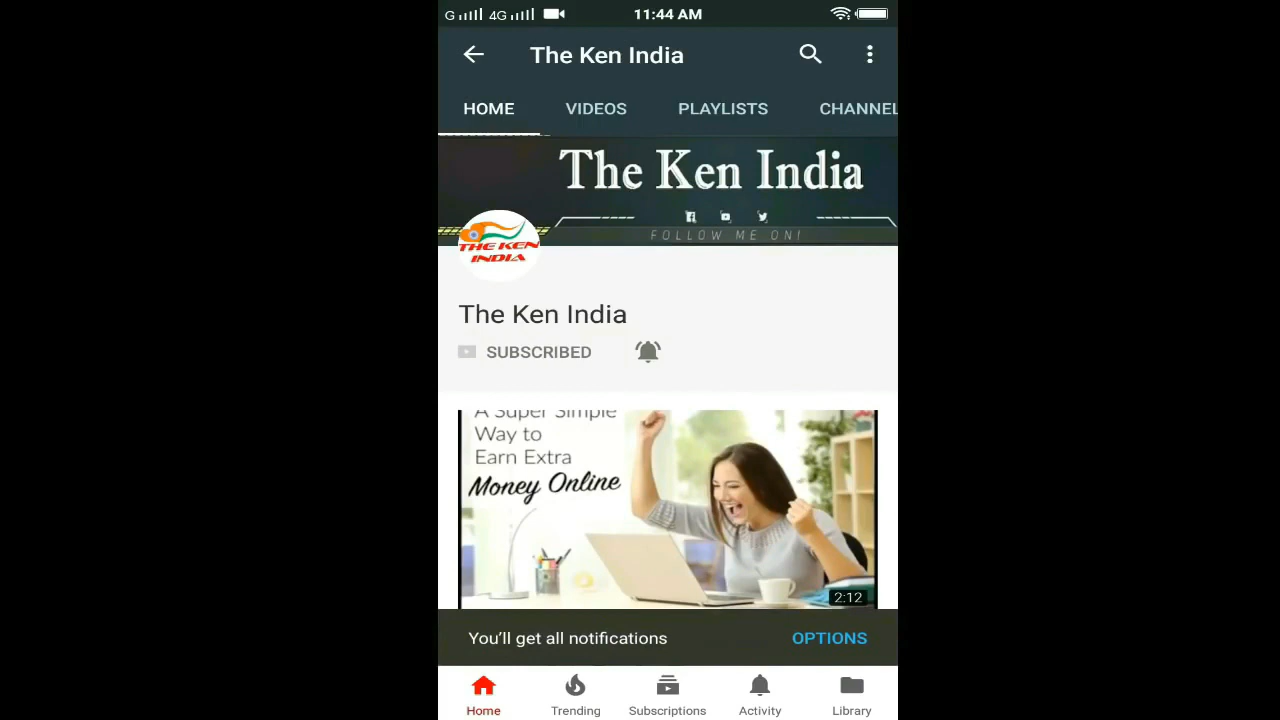 G 4G 11:44 AM
The Ken India
HOME VIDEOS PLAYLISTS CHANNEL
The Ken India
FOLLOW ME ON!
THE KEN
INDIA
The Ken India
SUBSCRIBED
A Super Simple
Way to
Earn Extra
Money Online
2:12
You'll get all notifications OPTIONS
Home Trending Subscriptions Activity Library